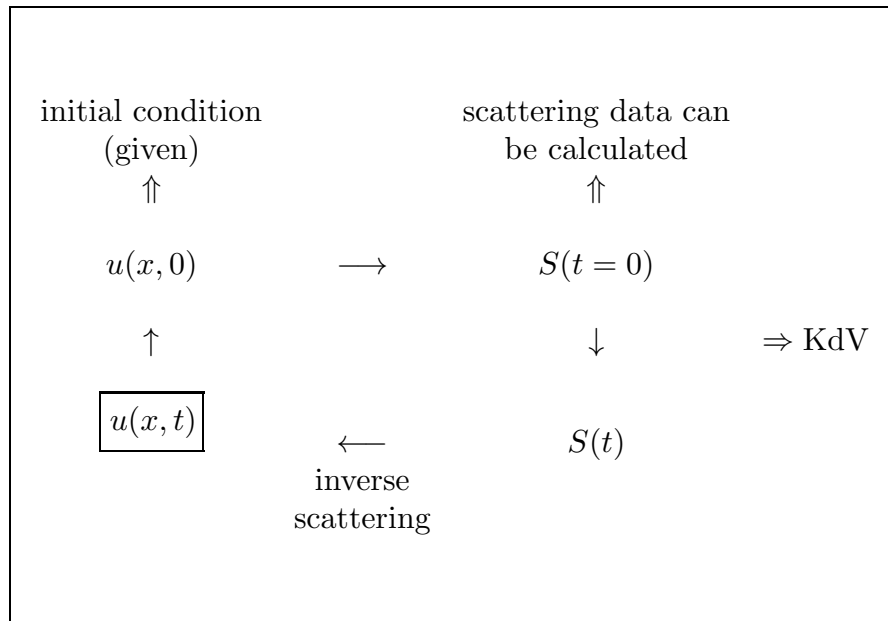 initial condition
(given)
⇑
scattering data can
be calculated
⇑
u(x, 0) ⟶ S(t = 0)
↑ ↓ ⇒ KdV
u(x, t) ⟵ S(t)
inverse
scattering